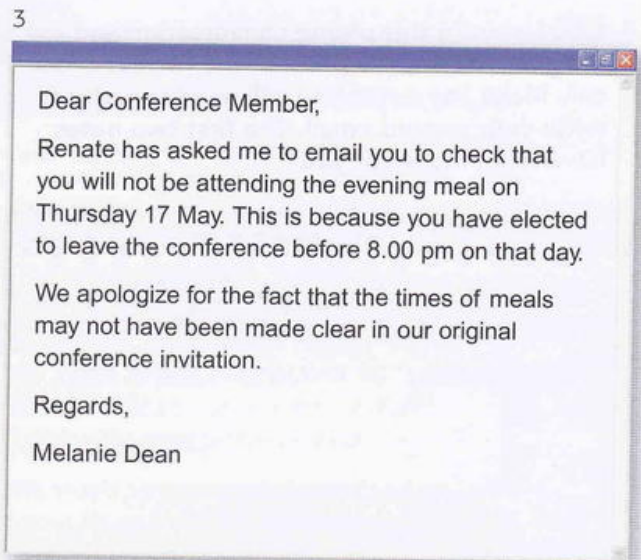 3
Dear Conference Member,
Renate has asked me to email you to check that
you will not be attending the evening meal on
Thursday 17 May. This is because you have elected
to leave the conference before 8.00 pm on that day.
We apologize for the fact that the times of meals
may not have been made clear in our original
conference invitation.
Regards,
Melanie Dean